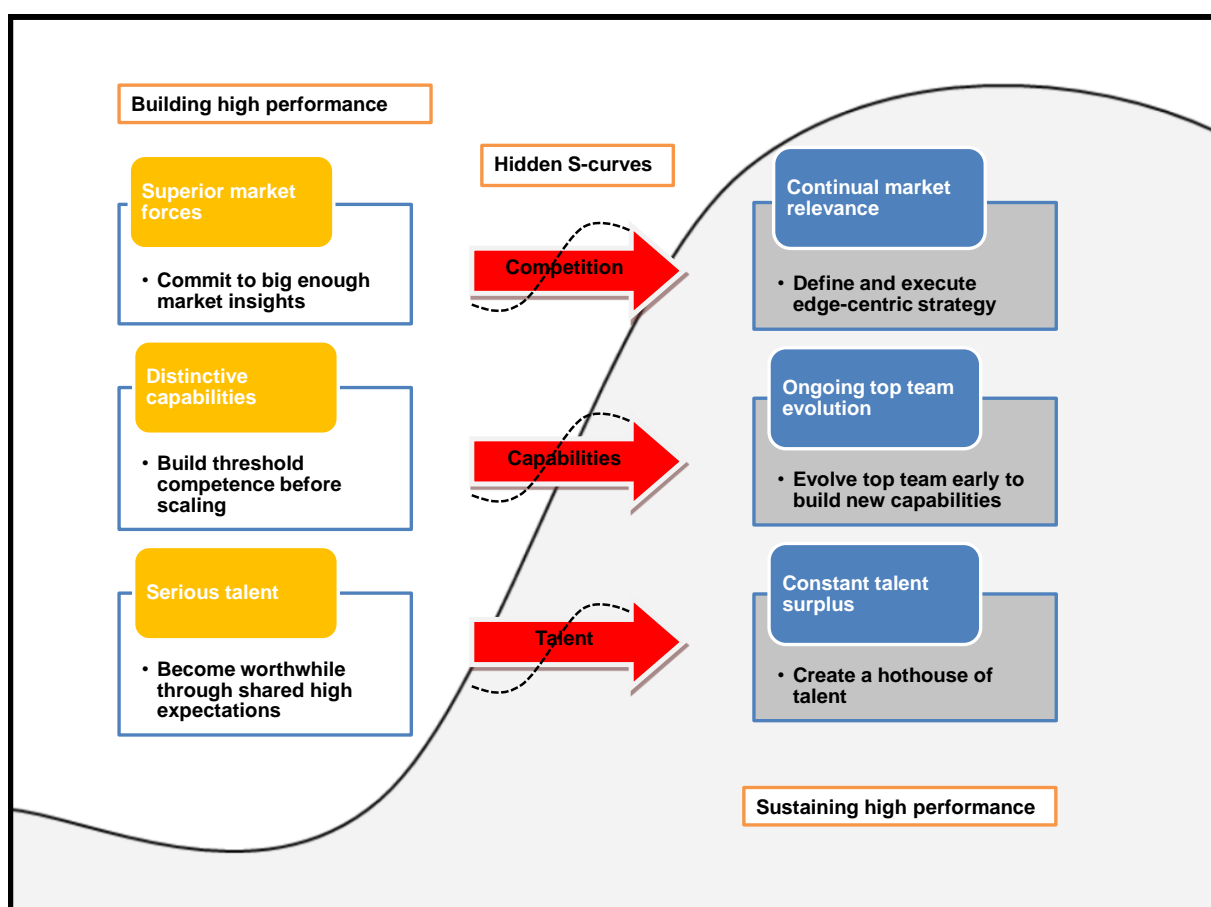 Building high performance
Superior market
forces
• Commit to big enough
market insights
Distinctive
capabilities
• Build threshold
competence before
scaling
Serious talent
• Become worthwhile
through shared high
expectations
Hidden S-curves
Competition
Capabilities
Talent
Continual market
relevance
• Define and execute
edge-centric strategy
Ongoing top team
evolution
• Evolve top team early to
build new capabilities
Constant talent
surplus
• Create a hothouse of
talent
Sustaining high performance